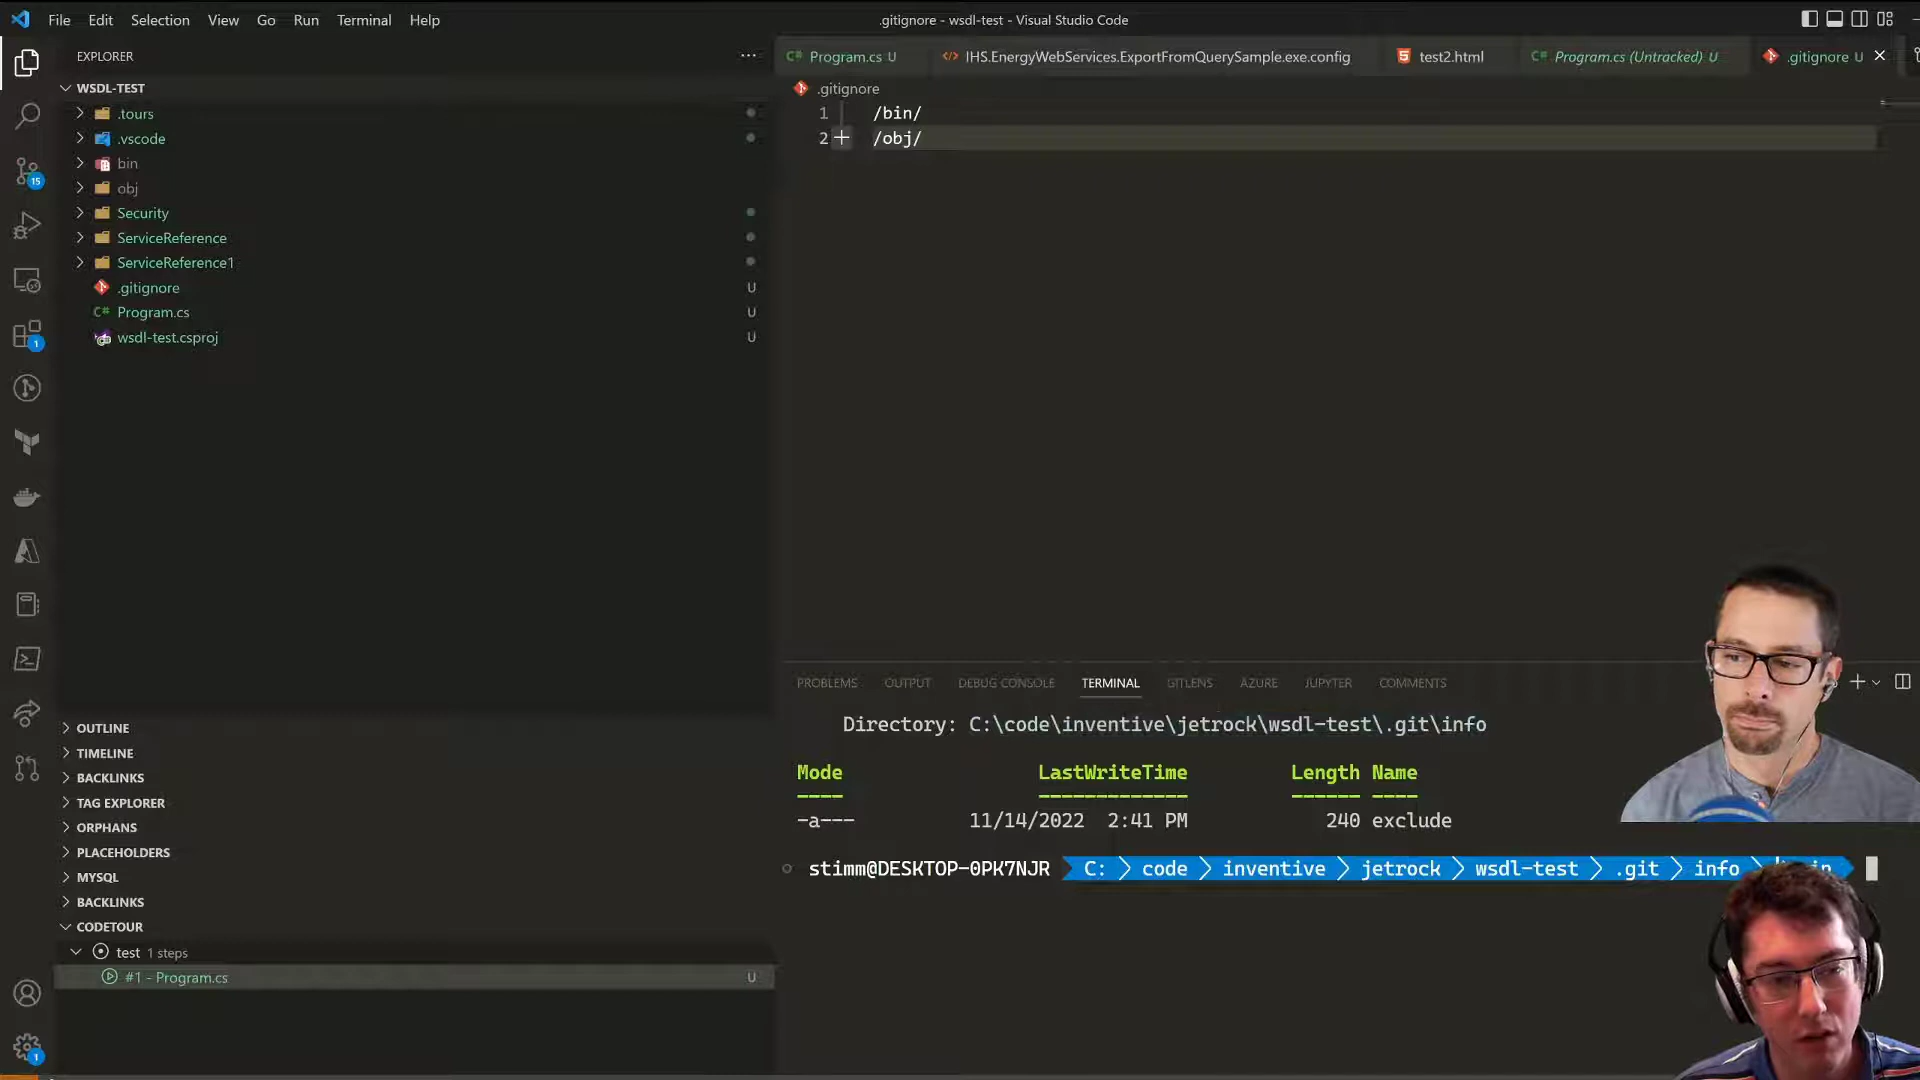 File Edit Selection View Go Run Terminal Help
.gitignore - wsdl-test - Visual Studio Code
EXPLORER
WSDL-TEST
.tours
.vscode
bin
obj
Security
ServiceReference
ServiceReference1
.gitignore U
Program.cs U
wsdl-test.csproj U
15
1
1
OUTLINE
TIMELINE
BACKLINKS
TAG EXPLORER
ORPHANS
PLACEHOLDERS
MYSQL
BACKLINKS
CODETOUR
test 1 steps
#1 - Program.cs U
C# Program.cs U
IHS.EnergyWebServices.ExportFromQuerySample.exe.config
test2.html
C# Program.cs (Untracked) U
.gitignore U
.gitignore
1 /bin/
2 /obj/
PROBLEMS OUTPUT DEBUG CONSOLE TERMINAL GITLENS AZURE JUPYTER COMMENTS
Directory: C:\code\inventive\jetrock\wsdl-test\.git\info
Mode LastWriteTime Length Name
---- ------------- ------ ----
-a--- 11/14/2022 2:41 PM 240 exclude
stimm@DESKTOP-0PK7NJR C: code inventive jetrock wsdl-test .git info